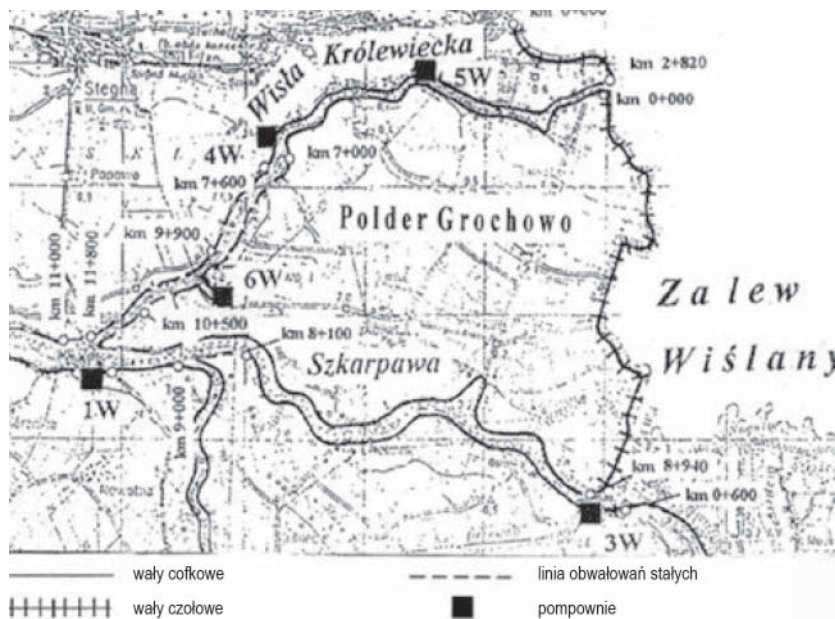 km 2+820
Królewiecka
5W
Wisła
km 0+000
Stegna
4W
km 7+000
km 7+600
Popowo
Polder Grochowo
km 9+900
km 11+000
km 11+800
6W
Zalew
Wiślany
km 10+500
km 8+100
Szkarpawa
1W
km 9+000
km 8+940
km 0+600
3W
wały cofkowe
linia obwałowań stałych
wały czołowe
pompownie